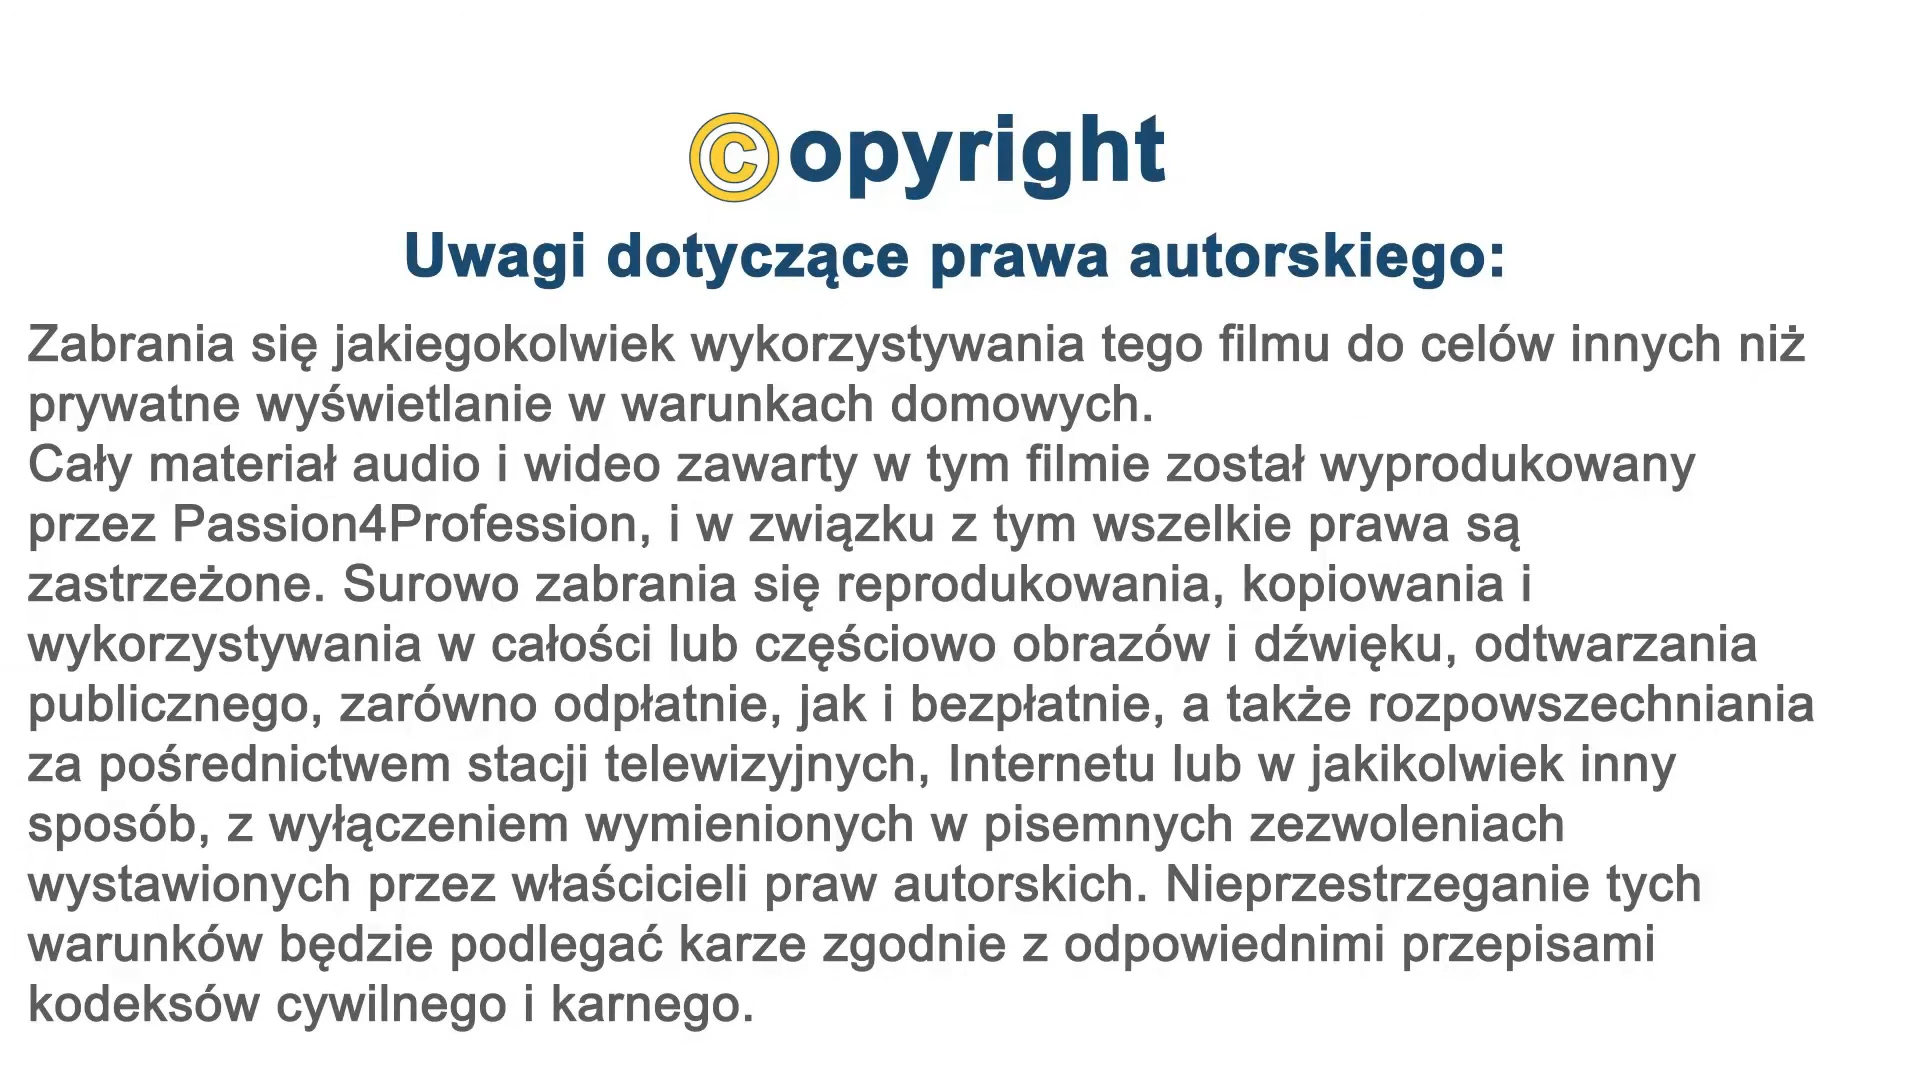 ©opyright
Uwagi dotyczące prawa autorskiego:
Zabrania się jakiegokolwiek wykorzystywania tego filmu do celów innych niż
prywatne wyświetlanie w warunkach domowych.
Cały materiał audio i wideo zawarty w tym filmie został wyprodukowany
przez Passion4Profession, i w związku z tym wszelkie prawa są
zastrzeżone. Surowo zabrania się reprodukowania, kopiowania i
wykorzystywania w całości lub częściowo obrazów i dźwięku, odtwarzania
publicznego, zarówno odpłatnie, jak i bezpłatnie, a także rozpowszechniania
za pośrednictwem stacji telewizyjnych, Internetu lub w jakikolwiek inny
sposób, z wyłączeniem wymienionych w pisemnych zezwoleniach
wystawionych przez właścicieli praw autorskich. Nieprzestrzeganie tych
warunków będzie podlegać karze zgodnie z odpowiednimi przepisami
kodeksów cywilnego i karnego.